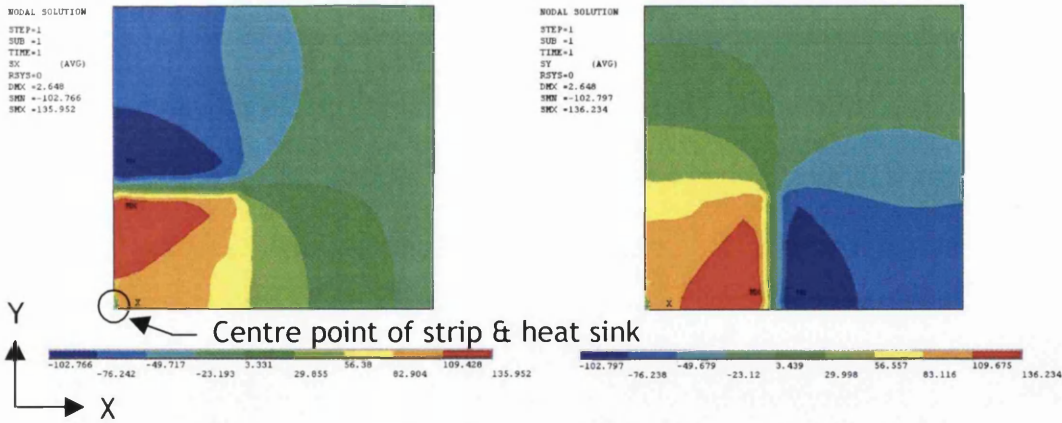 NODAL SOLUTION
STEP=1
SUB =1
TIME=1
SX (AVG)
RSYS=0
DMX =2.648
SMN =-102.766
SMX =135.952
NODAL SOLUTION
STEP=1
SUB =1
TIME=1
SY (AVG)
RSYS=0
DMX =2.648
SMN =-102.797
SMX =136.234
MN
MX
MX
MN
Z X
Z X
Y
Centre point of strip & heat sink
-102.766 -49.717 3.331 56.38 109.428
-76.242 -23.193 29.855 82.904 135.952
-102.797 -49.679 3.439 56.557 109.675
-76.238 -23.12 29.998 83.116 136.234
X